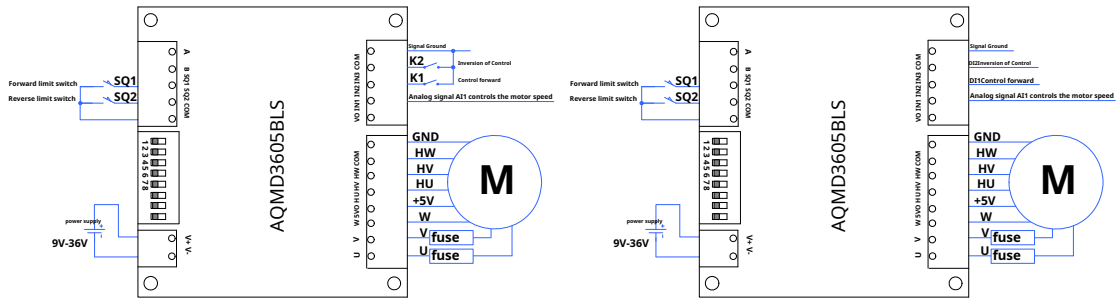 A
B SQ1 SQ2 COM
SQ1
Forward limit switch
SQ2
Reverse limit switch
1 2 3 4 5 6 7 8
power supply
9V-36V
V+ V-
AQMD3605BLS
VO IN1 IN2 IN3 COM
Signal Ground
K2
Inversion of Control
K1
Control forward
Analog signal AI1 controls the motor speed
U V W 5VO HU HV HW COM
GND
HW
HV
HU
+5V
W
V fuse
U fuse
M
A
B SQ1 SQ2 COM
SQ1
Forward limit switch
SQ2
Reverse limit switch
1 2 3 4 5 6 7 8
power supply
9V-36V
V+ V-
AQMD3605BLS
VO IN1 IN2 IN3 COM
Signal Ground
DI2Inversion of Control
DI1Control forward
Analog signal AI1 controls the motor speed
U V W 5VO HU HV HW COM
GND
HW
HV
HU
+5V
W
V fuse
U fuse
M